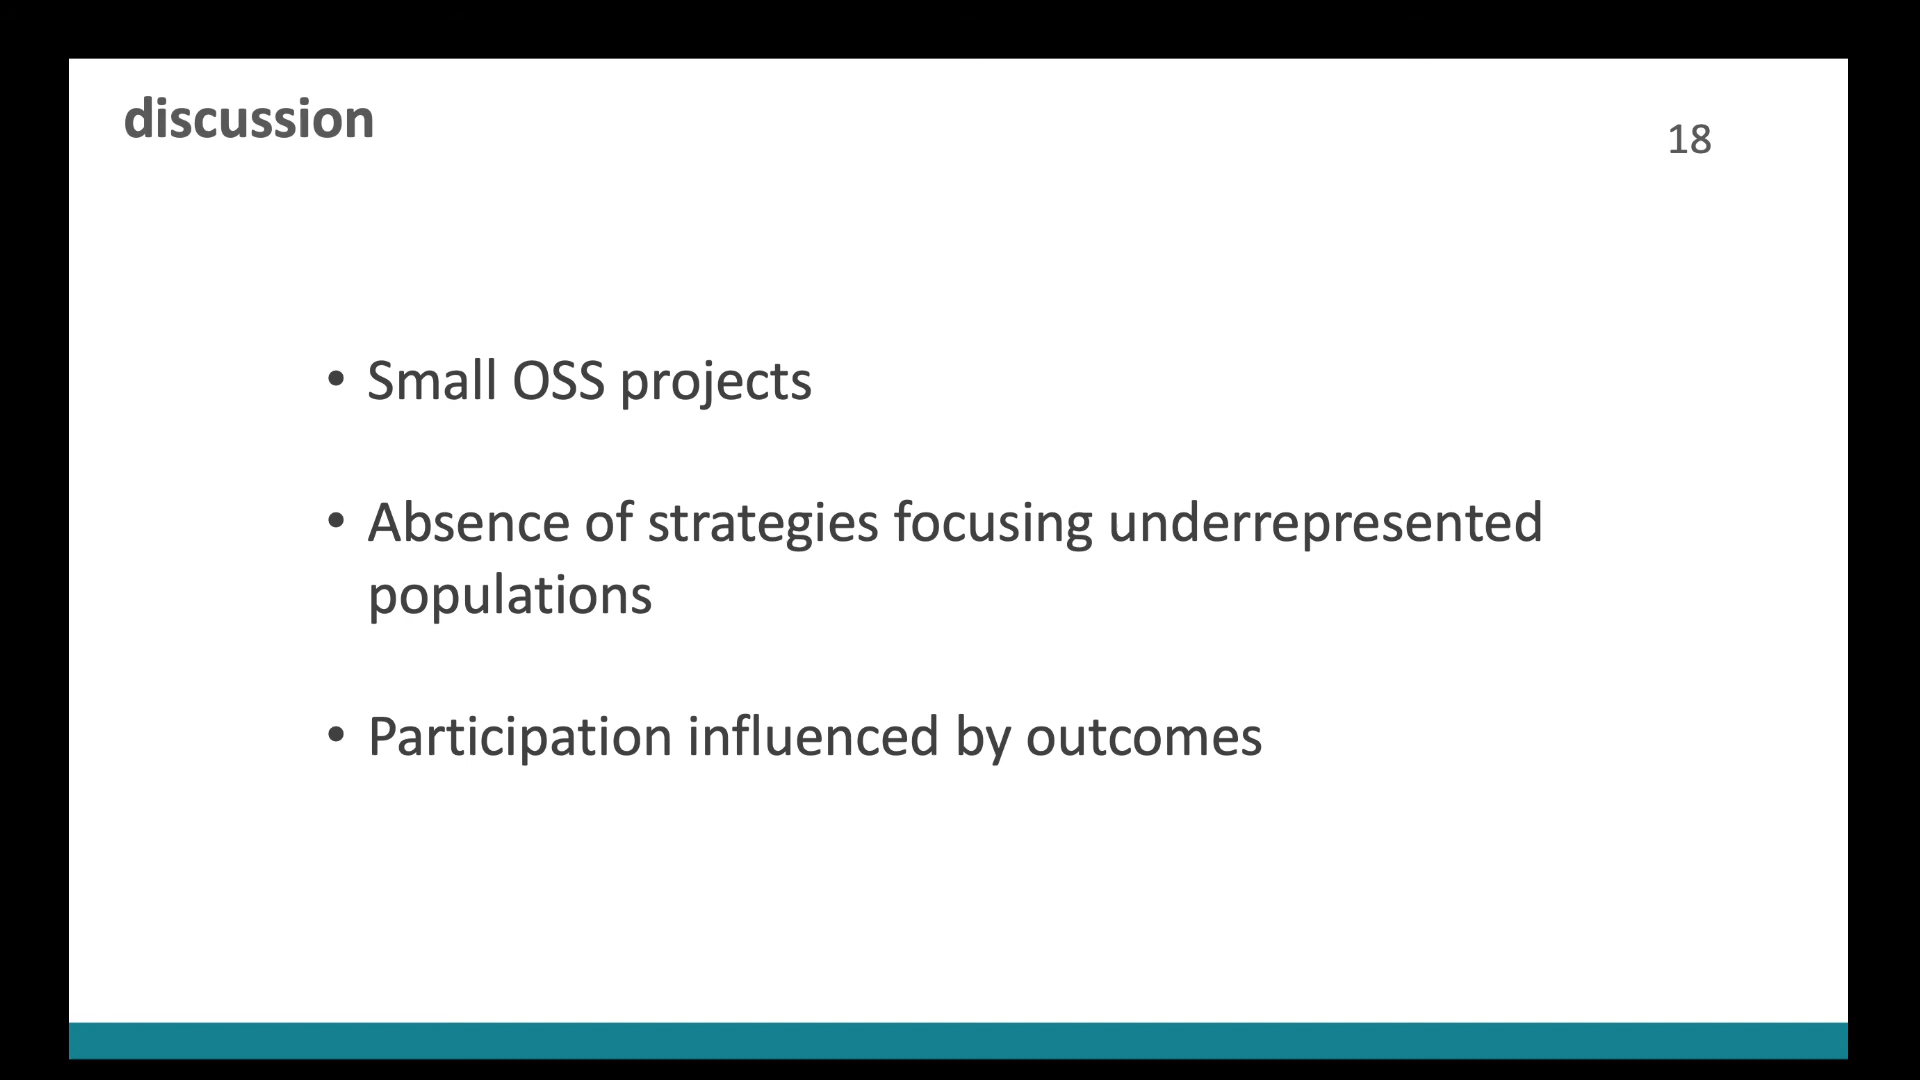 discussion
18
• Small OSS projects
• Absence of strategies focusing underrepresented
populations
• Participation influenced by outcomes